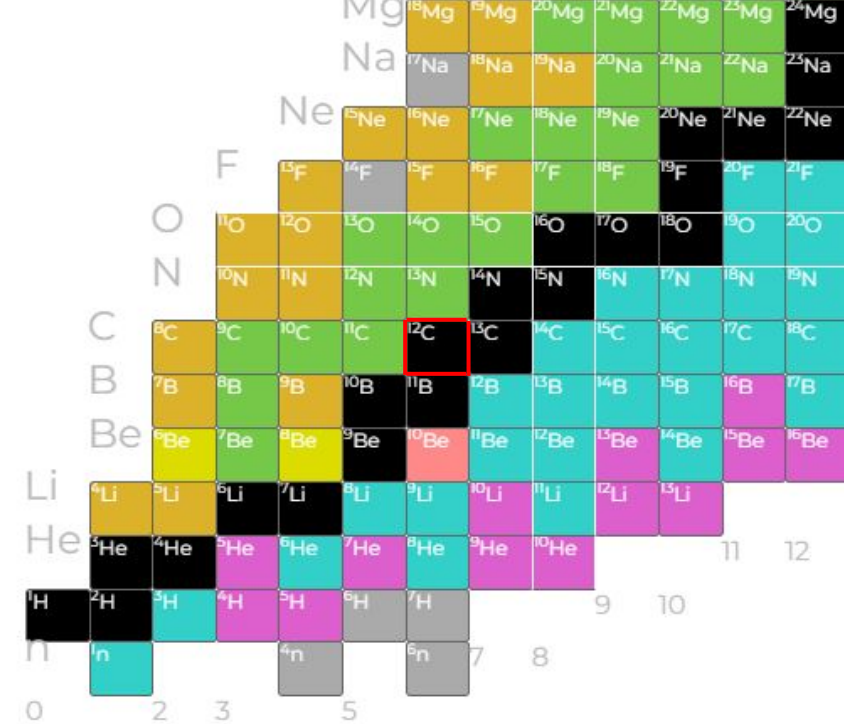 Mg 18Mg 19Mg 20Mg 21Mg 22Mg 23Mg 24Mg
Na 17Na 18Na 19Na 20Na 21Na 22Na 23Na
Ne 15Ne 16Ne 17Ne 18Ne 19Ne 20Ne 21Ne 22Ne
F 13F 14F 15F 16F 17F 18F 19F 20F 21F
O 11O 12O 13O 14O 15O 16O 17O 18O 19O 20O
N 10N 11N 12N 13N 14N 15N 16N 17N 18N 19N
C 8C 9C 10C 11C 12C 13C 14C 15C 16C 17C 18C
B 7B 8B 9B 10B 11B 12B 13B 14B 15B 16B 17B
Be 6Be 7Be 8Be 9Be 10Be 11Be 12Be 13Be 14Be 15Be 16Be
Li 4Li 5Li 6Li 7Li 8Li 9Li 10Li 11Li 12Li 13Li
He 3He 4He 5He 6He 7He 8He 9He 10He 11 12
1H 2H 3H 4H 5H 6H 7H 9 10
n 1n 4n 6n 7 8
0 2 3 5